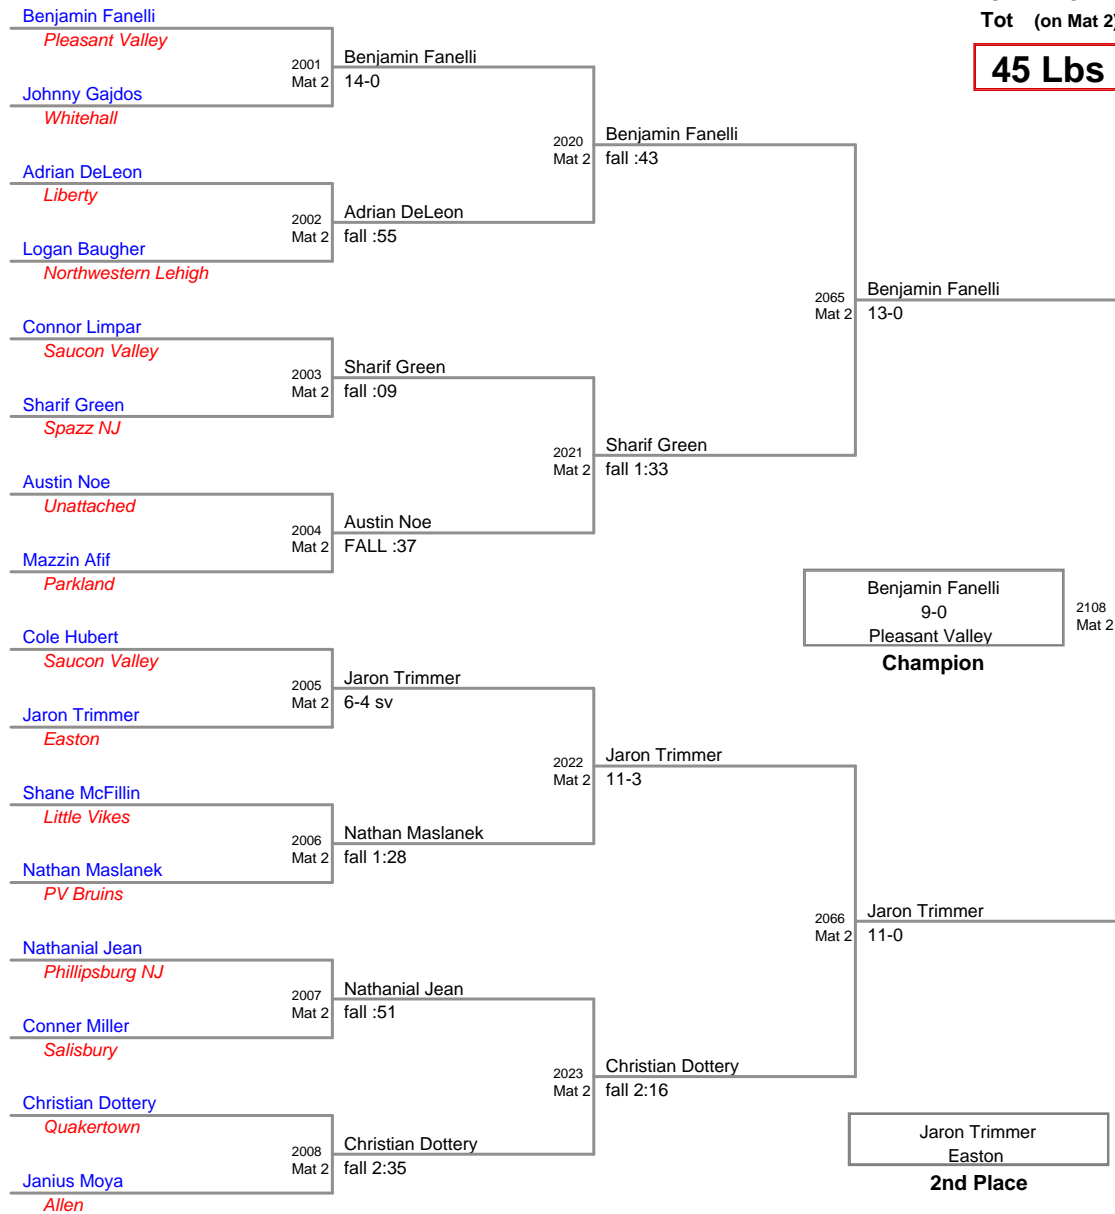 Tot (on Mat 2)
45 Lbs
Benjamin Fanelli
Pleasant Valley
2001
Mat 2
Benjamin Fanelli
14-0
Johnny Gajdos
Whitehall
2020
Mat 2
Benjamin Fanelli
fall :43
Adrian DeLeon
Liberty
2002
Mat 2
Adrian DeLeon
fall :55
Logan Baugher
Northwestern Lehigh
2065
Mat 2
Benjamin Fanelli
13-0
Connor Limpar
Saucon Valley
2003
Mat 2
Sharif Green
fall :09
Sharif Green
Spazz NJ
2021
Mat 2
Sharif Green
fall 1:33
Austin Noe
Unattached
2004
Mat 2
Austin Noe
FALL :37
Mazzin Afif
Parkland
Benjamin Fanelli
9-0
Pleasant Valley
2108
Mat 2
Champion
Cole Hubert
Saucon Valley
2005
Mat 2
Jaron Trimmer
6-4 sv
Jaron Trimmer
Easton
2022
Mat 2
Jaron Trimmer
11-3
Shane McFillin
Little Vikes
2006
Mat 2
Nathan Maslanek
fall 1:28
Nathan Maslanek
PV Bruins
2066
Mat 2
Jaron Trimmer
11-0
Nathanial Jean
Phillipsburg NJ
2007
Mat 2
Nathanial Jean
fall :51
Conner Miller
Salisbury
2023
Mat 2
Christian Dottery
fall 2:16
Christian Dottery
Quakertown
2008
Mat 2
Christian Dottery
fall 2:35
Janius Moya
Allen
Jaron Trimmer
Easton
2nd Place